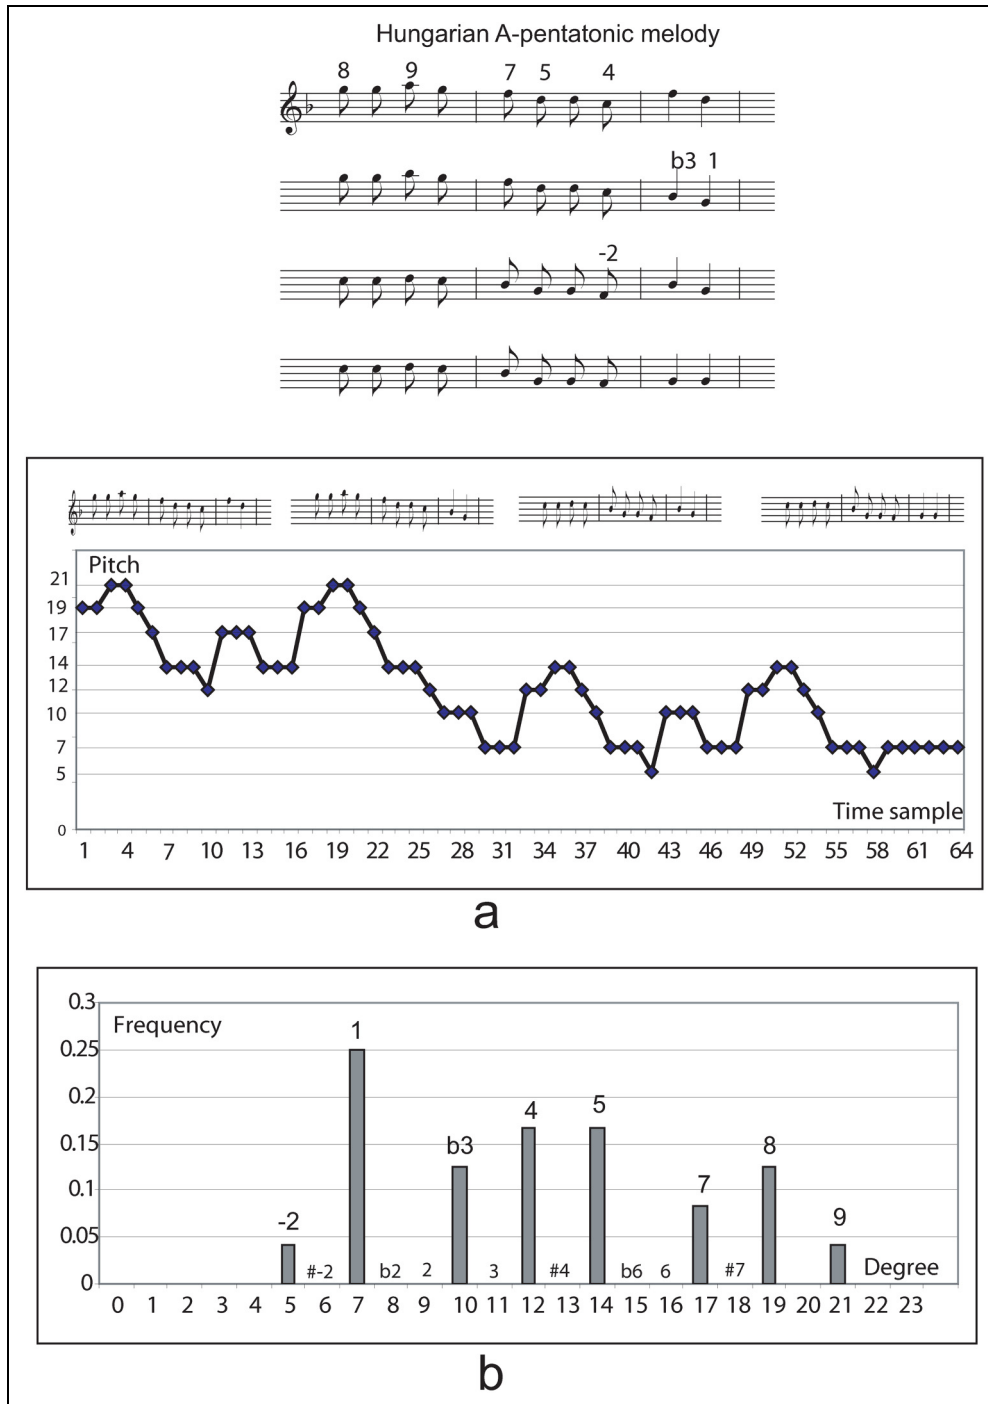 Hungarian A-pentatonic melody
8 9 7 5 4
b3 1
-2
Pitch
21
19
17
14
12
10
7
5
0
Time sample
1 4 7 10 13 16 19 22 25 28 31 34 37 40 43 46 49 52 55 58 61 64
a
0.3
Frequency
0.25
0.2
0.15
0.1
0.05
0
-2 1 b3 4 5 7 8 9
#-2 b2 2 3 #4 b6 6 #7 Degree
0 1 2 3 4 5 6 7 8 9 10 11 12 13 14 15 16 17 18 19 20 21 22 23
b